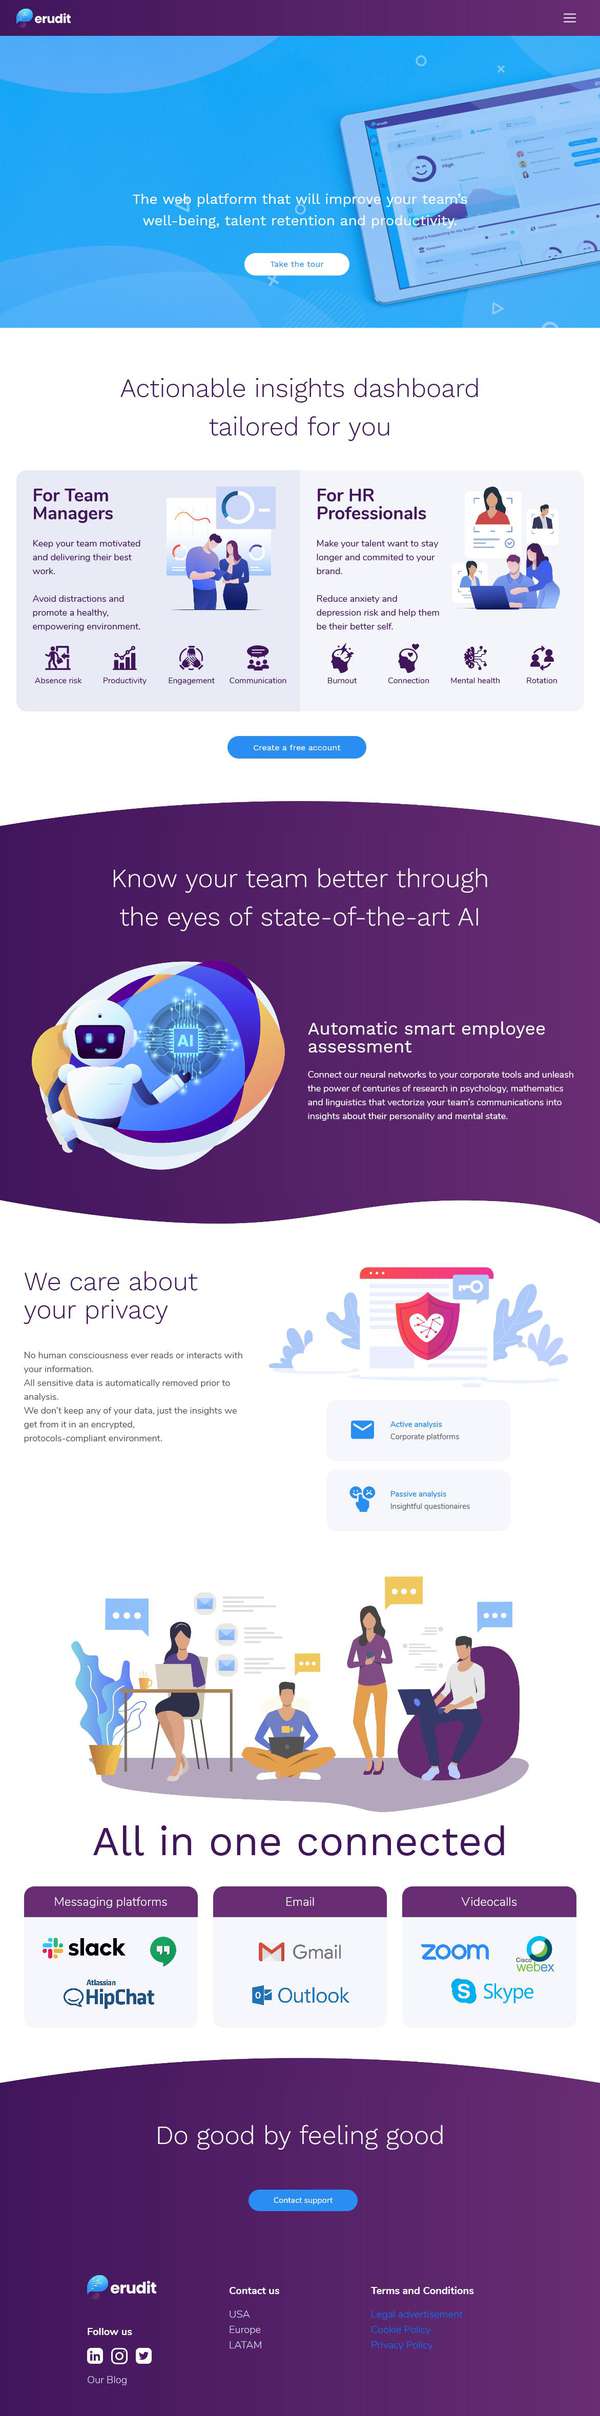 erudit
The web platform that will improve your team's
well-being, talent retention and productivity.
Take the tour
Actionable insights dashboard
tailored for you
For Team
Managers
Keep your team motivated
and delivering their best
work.
Avoid distractions and
promote a healthy,
empowering environment.
Absence risk
Productivity
Engagement
Communication
For HR
Professionals
Make your talent want to stay
longer and commited to your
brand.
Reduce anxiety and
depression risk and help them
be their better self.
Burnout
Connection
Mental health
Rotation
Create a free account
Know your team better through
the eyes of state-of-the-art AI
AI
Automatic smart employee
assessment
Connect our neural networks to your corporate tools and unleash
the power of centuries of research in psychology, mathematics
and linguistics that vectorize your team's communications into
insights about their personality and mental state.
We care about
your privacy
No human consciousness ever reads or interacts with
your information.
All sensitive data is automatically removed prior to
analysis.
We don't keep any of your data, just the insights we
get from it in an encrypted,
protocols-compliant environment.
Active analysis
Corporate platforms
Passive analysis
Insightful questionaires
All in one connected
Messaging platforms
slack
Atlassian
HipChat
Email
Gmail
Outlook
Videocalls
zoom
Cisco
webex
Skype
Do good by feeling good
Contact support
erudit
Follow us
Our Blog
Contact us
USA
Europe
LATAM
Terms and Conditions
Legal advertisement
Cookie Policy
Privacy Policy